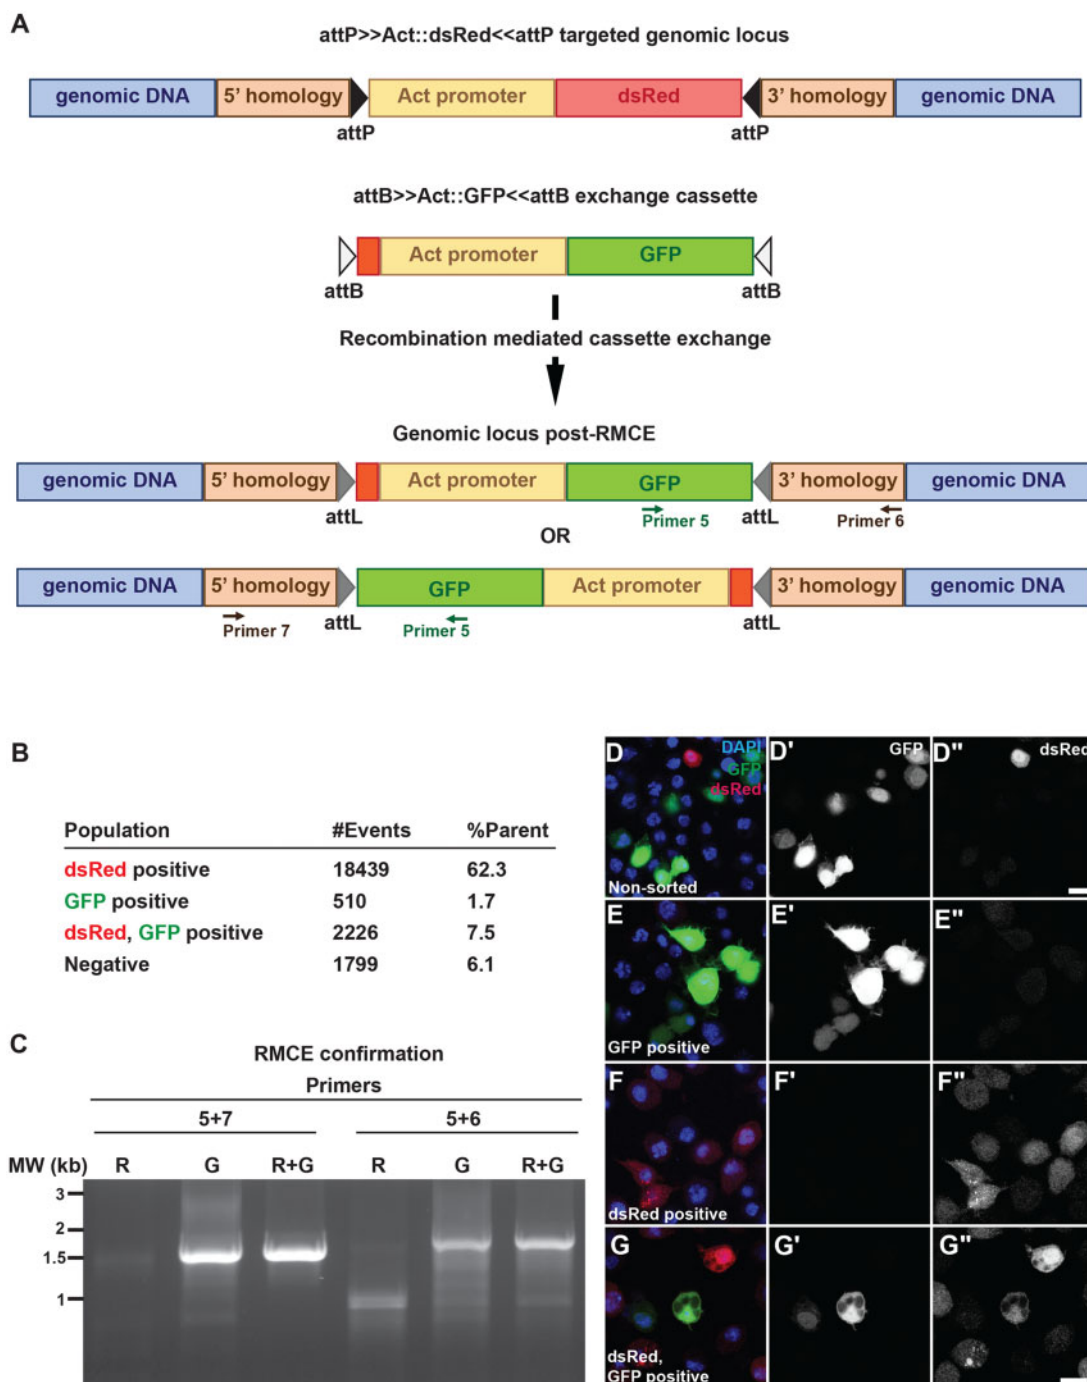 A
attP>>Act::dsRed<<attP targeted genomic locus
genomic DNA 5' homology Act promoter dsRed 3' homology genomic DNA
attP attP
attB>>Act::GFP<<attB exchange cassette
Act promoter GFP
attB attB
Recombination mediated cassette exchange
Genomic locus post-RMCE
genomic DNA 5' homology Act promoter GFP 3' homology genomic DNA
attL Primer 5 attL Primer 6
OR
genomic DNA 5' homology GFP Act promoter 3' homology genomic DNA
Primer 7 attL Primer 5 attL
B
Population #Events %Parent
dsRed positive 18439 62.3
GFP positive 510 1.7
dsRed, GFP positive 2226 7.5
Negative 1799 6.1
C
RMCE confirmation
Primers
5+7 5+6
MW (kb) R G R+G R G R+G
3
2
1.5
1
D DAPI D' GFP D" dsRed
GFP
dsRed
Non-sorted
E E' E"
GFP positive
F F' F"
dsRed positive
G G' G"
dsRed,
GFP positive